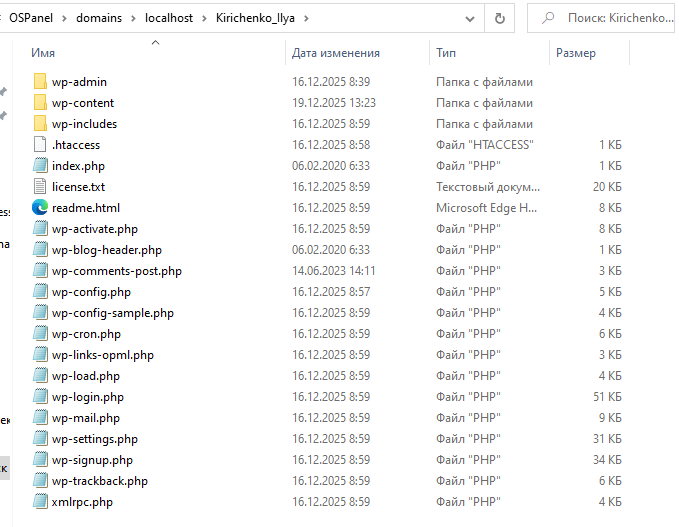 OSPanel › domains › localhost › Kirichenko_Ilya ›
Поиск: Kirichenko...
Имя Дата изменения Тип Размер
wp-admin 16.12.2025 8:39 Папка с файлами
wp-content 19.12.2025 13:23 Папка с файлами
wp-includes 16.12.2025 8:59 Папка с файлами
.htaccess 16.12.2025 8:58 Файл "HTACCESS" 1 КБ
index.php 06.02.2020 6:33 Файл "PHP" 1 КБ
license.txt 16.12.2025 8:59 Текстовый докум... 20 КБ
readme.html 16.12.2025 8:59 Microsoft Edge H... 8 КБ
wp-activate.php 16.12.2025 8:59 Файл "PHP" 8 КБ
wp-blog-header.php 06.02.2020 6:33 Файл "PHP" 1 КБ
wp-comments-post.php 14.06.2023 14:11 Файл "PHP" 3 КБ
wp-config.php 16.12.2025 8:57 Файл "PHP" 5 КБ
wp-config-sample.php 16.12.2025 8:59 Файл "PHP" 4 КБ
wp-cron.php 16.12.2025 8:59 Файл "PHP" 6 КБ
wp-links-opml.php 16.12.2025 8:59 Файл "PHP" 3 КБ
wp-load.php 16.12.2025 8:59 Файл "PHP" 4 КБ
wp-login.php 16.12.2025 8:59 Файл "PHP" 51 КБ
wp-mail.php 16.12.2025 8:59 Файл "PHP" 9 КБ
wp-settings.php 16.12.2025 8:59 Файл "PHP" 31 КБ
wp-signup.php 16.12.2025 8:59 Файл "PHP" 34 КБ
wp-trackback.php 16.12.2025 8:59 Файл "PHP" 6 КБ
xmlrpc.php 16.12.2025 8:59 Файл "PHP" 4 КБ